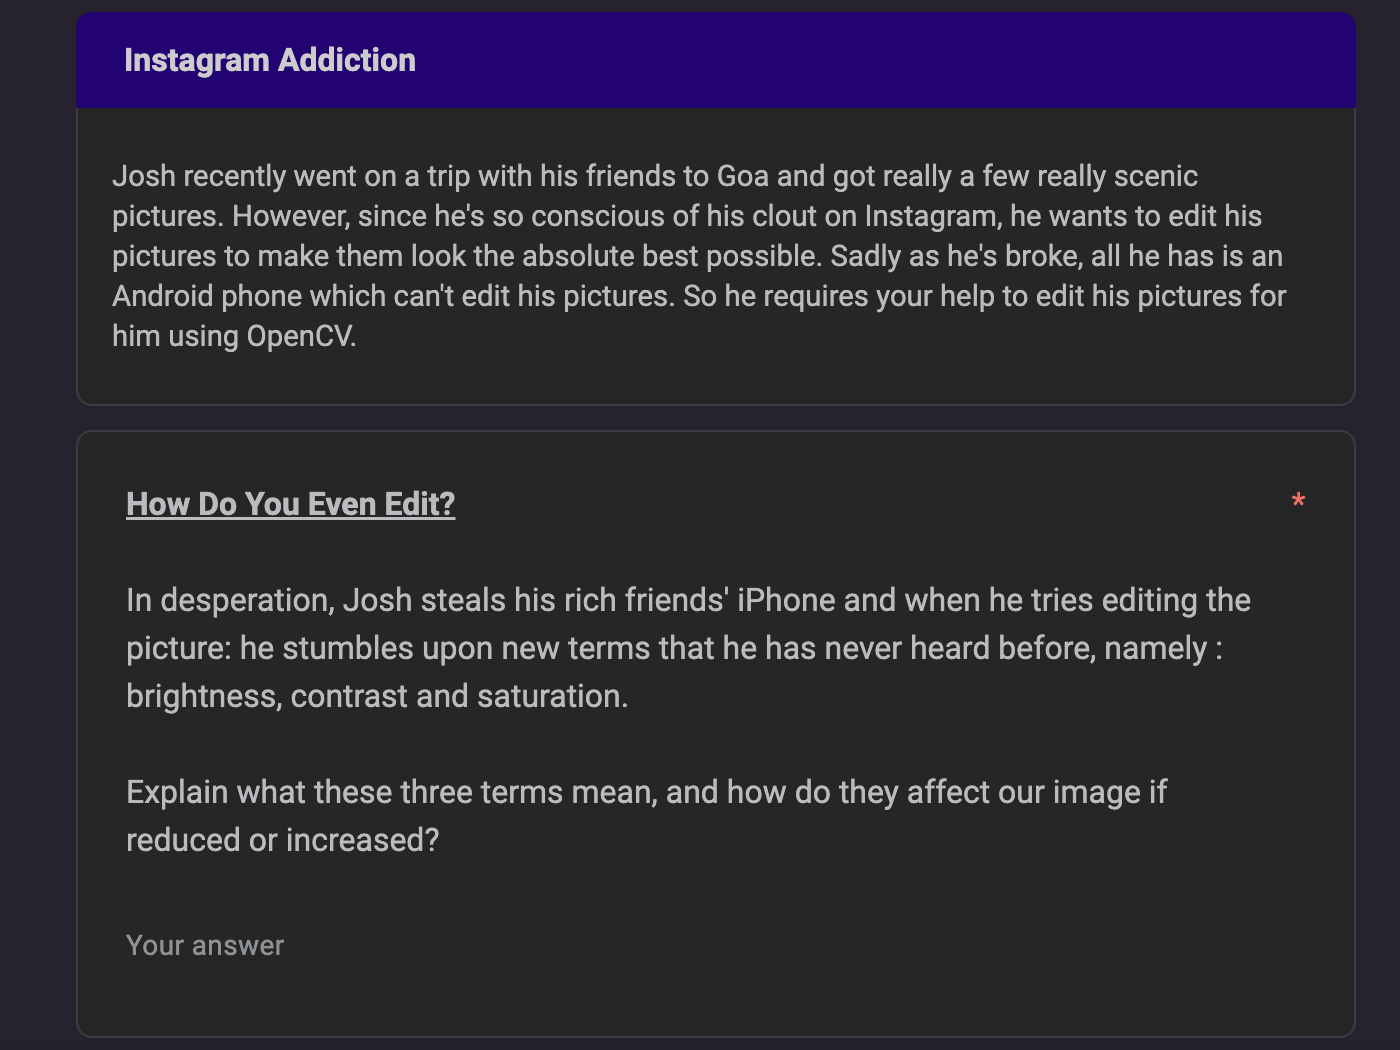 Instagram Addiction
Josh recently went on a trip with his friends to Goa and got really a few really scenic
pictures. However, since he's so conscious of his clout on Instagram, he wants to edit his
pictures to make them look the absolute best possible. Sadly as he's broke, all he has is an
Android phone which can't edit his pictures. So he requires your help to edit his pictures for
him using OpenCV.
How Do You Even Edit?
*
In desperation, Josh steals his rich friends' iPhone and when he tries editing the
picture: he stumbles upon new terms that he has never heard before, namely :
brightness, contrast and saturation.
Explain what these three terms mean, and how do they affect our image if
reduced or increased?
Your answer